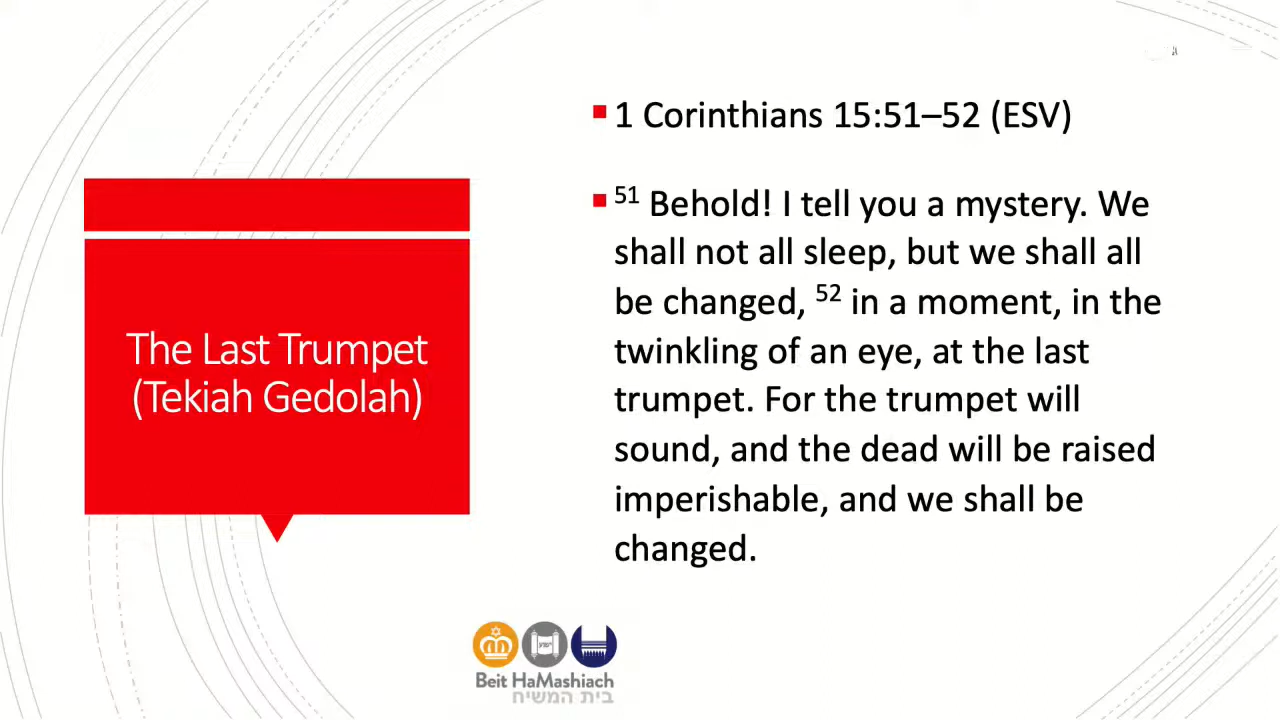 The Last Trumpet
(Tekiah Gedolah)
1 Corinthians 15:51–52 (ESV)
51 Behold! I tell you a mystery. We
shall not all sleep, but we shall all
be changed, 52 in a moment, in the
twinkling of an eye, at the last
trumpet. For the trumpet will
sound, and the dead will be raised
imperishable, and we shall be
changed.
Beit HaMashiach
בית המשיח